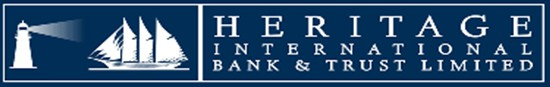 HERITAGE
INTERNATIONAL
BANK & TRUST LIMITED